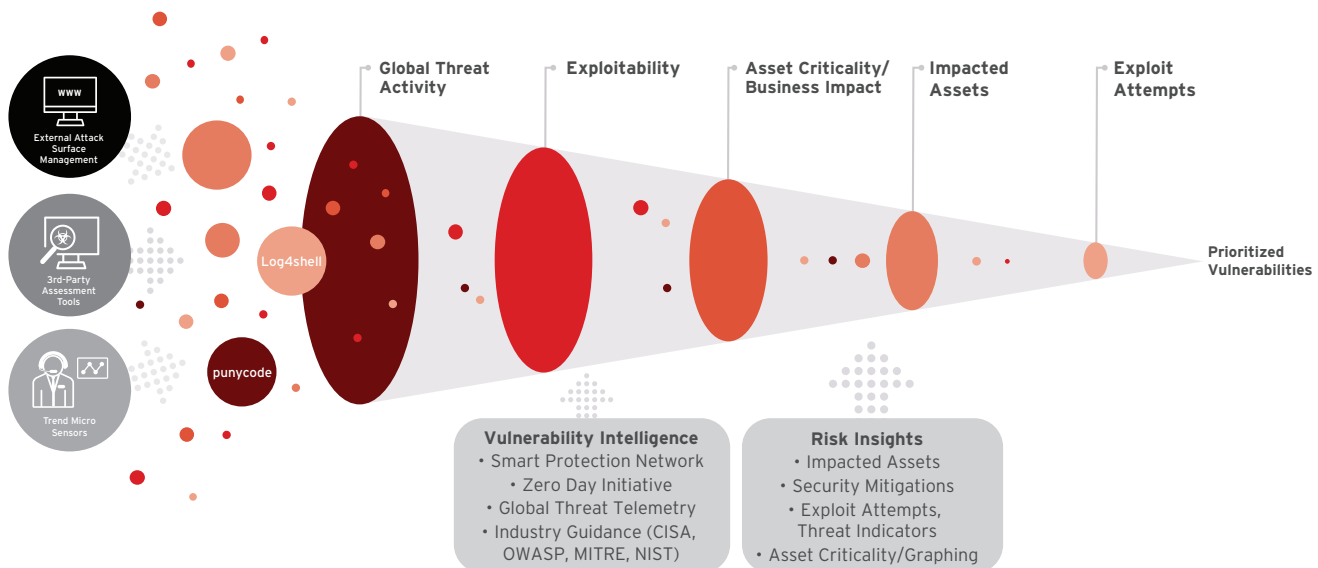 www
External Attack
Surface
Management
3rd-Party
Assessment
Tools
Trend Micro
Sensors
Log4shell
punycode
Global Threat
Activity
Exploitability
Asset Criticality/
Business Impact
Impacted
Assets
Exploit
Attempts
Prioritized
Vulnerabilities
Vulnerability Intelligence
• Smart Protection Network
• Zero Day Initiative
• Global Threat Telemetry
• Industry Guidance (CISA,
OWASP, MITRE, NIST)
Risk Insights
• Impacted Assets
• Security Mitigations
• Exploit Attempts,
Threat Indicators
• Asset Criticality/Graphing